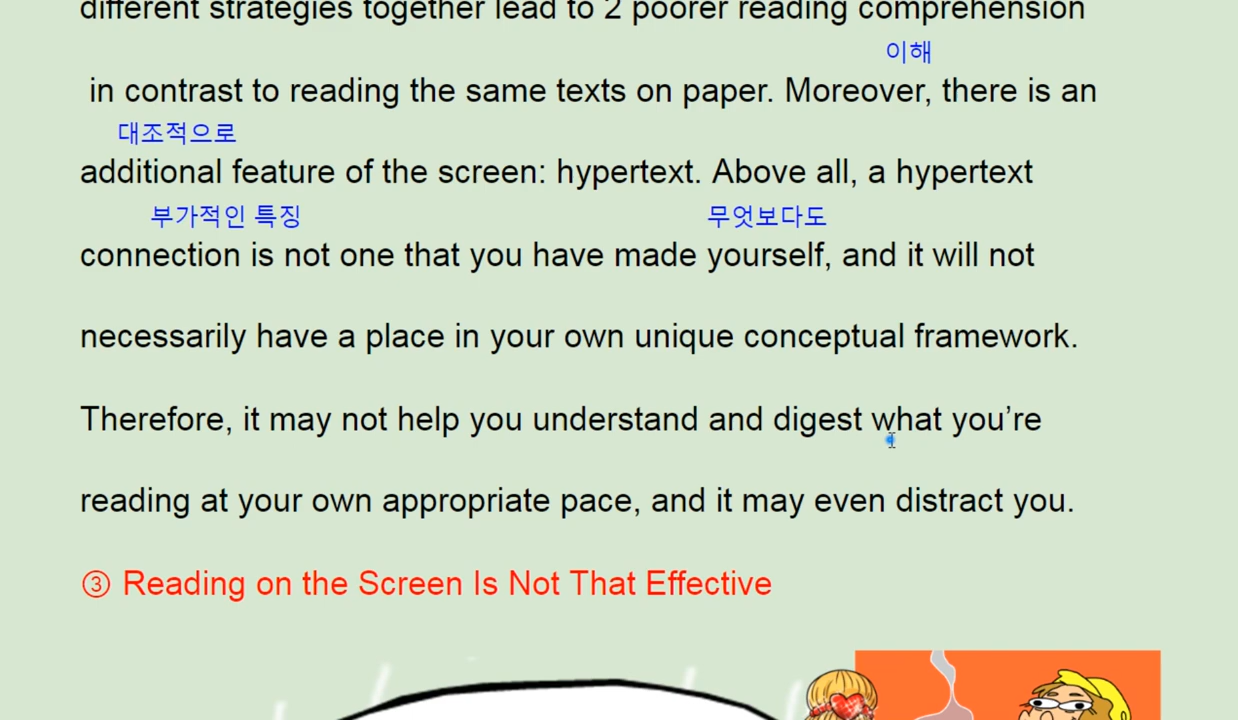 different strategies together lead to 2 poorer reading comprehension
이해
in contrast to reading the same texts on paper. Moreover, there is an
대조적으로
additional feature of the screen: hypertext. Above all, a hypertext
부가적인 특징 무엇보다도
connection is not one that you have made yourself, and it will not
necessarily have a place in your own unique conceptual framework.
Therefore, it may not help you understand and digest what you’re
reading at your own appropriate pace, and it may even distract you.
③ Reading on the Screen Is Not That Effective